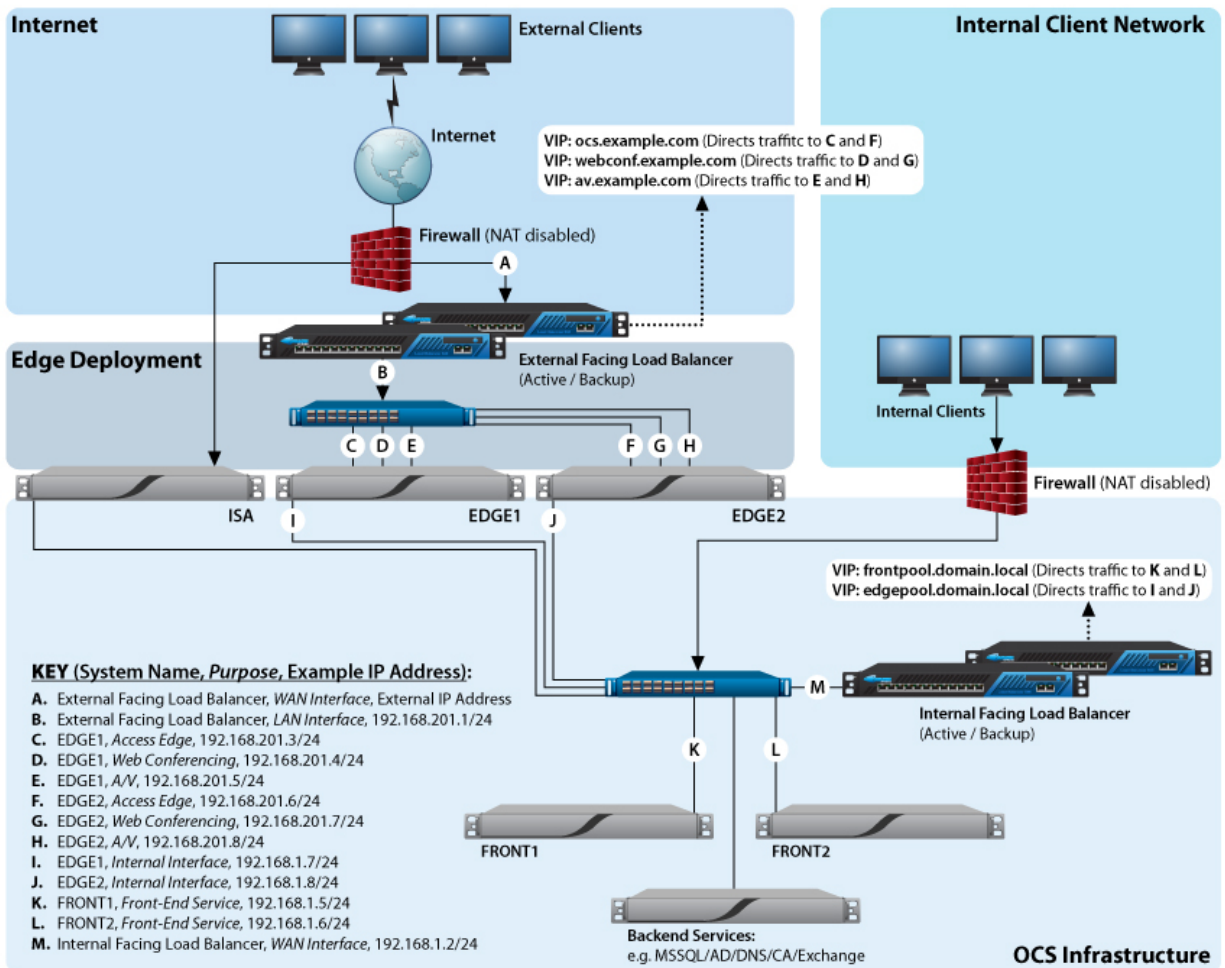 Internet
External Clients
Internet
VIP: ocs.example.com (Directs traffitc to C and F)
VIP: webconf.example.com (Directs traffic to D and G)
VIP: av.example.com (Directs traffic to E and H)
Firewall (NAT disabled)
A
Internal Client Network
Edge Deployment
External Facing Load Balancer
(Active / Backup)
B
C
D
E
F
G
H
Internal Clients
Firewall (NAT disabled)
ISA
EDGE1
EDGE2
I
J
VIP: frontpool.domain.local (Directs traffic to K and L)
VIP: edgepool.domain.local (Directs traffic to I and J)
M
Internal Facing Load Balancer
(Active / Backup)
K
L
FRONT1
FRONT2
Backend Services:
e.g. MSSQL/AD/DNS/CA/Exchange
OCS Infrastructure
KEY (System Name, Purpose, Example IP Address):
A. External Facing Load Balancer, WAN Interface, External IP Address
B. External Facing Load Balancer, LAN Interface, 192.168.201.1/24
C. EDGE1, Access Edge, 192.168.201.3/24
D. EDGE1, Web Conferencing, 192.168.201.4/24
E. EDGE1, A/V, 192.168.201.5/24
F. EDGE2, Access Edge, 192.168.201.6/24
G. EDGE2, Web Conferencing, 192.168.201.7/24
H. EDGE2, A/V, 192.168.201.8/24
I. EDGE1, Internal Interface, 192.168.1.7/24
J. EDGE2, Internal Interface, 192.168.1.8/24
K. FRONT1, Front-End Service, 192.168.1.5/24
L. FRONT2, Front-End Service, 192.168.1.6/24
M. Internal Facing Load Balancer, WAN Interface, 192.168.1.2/24